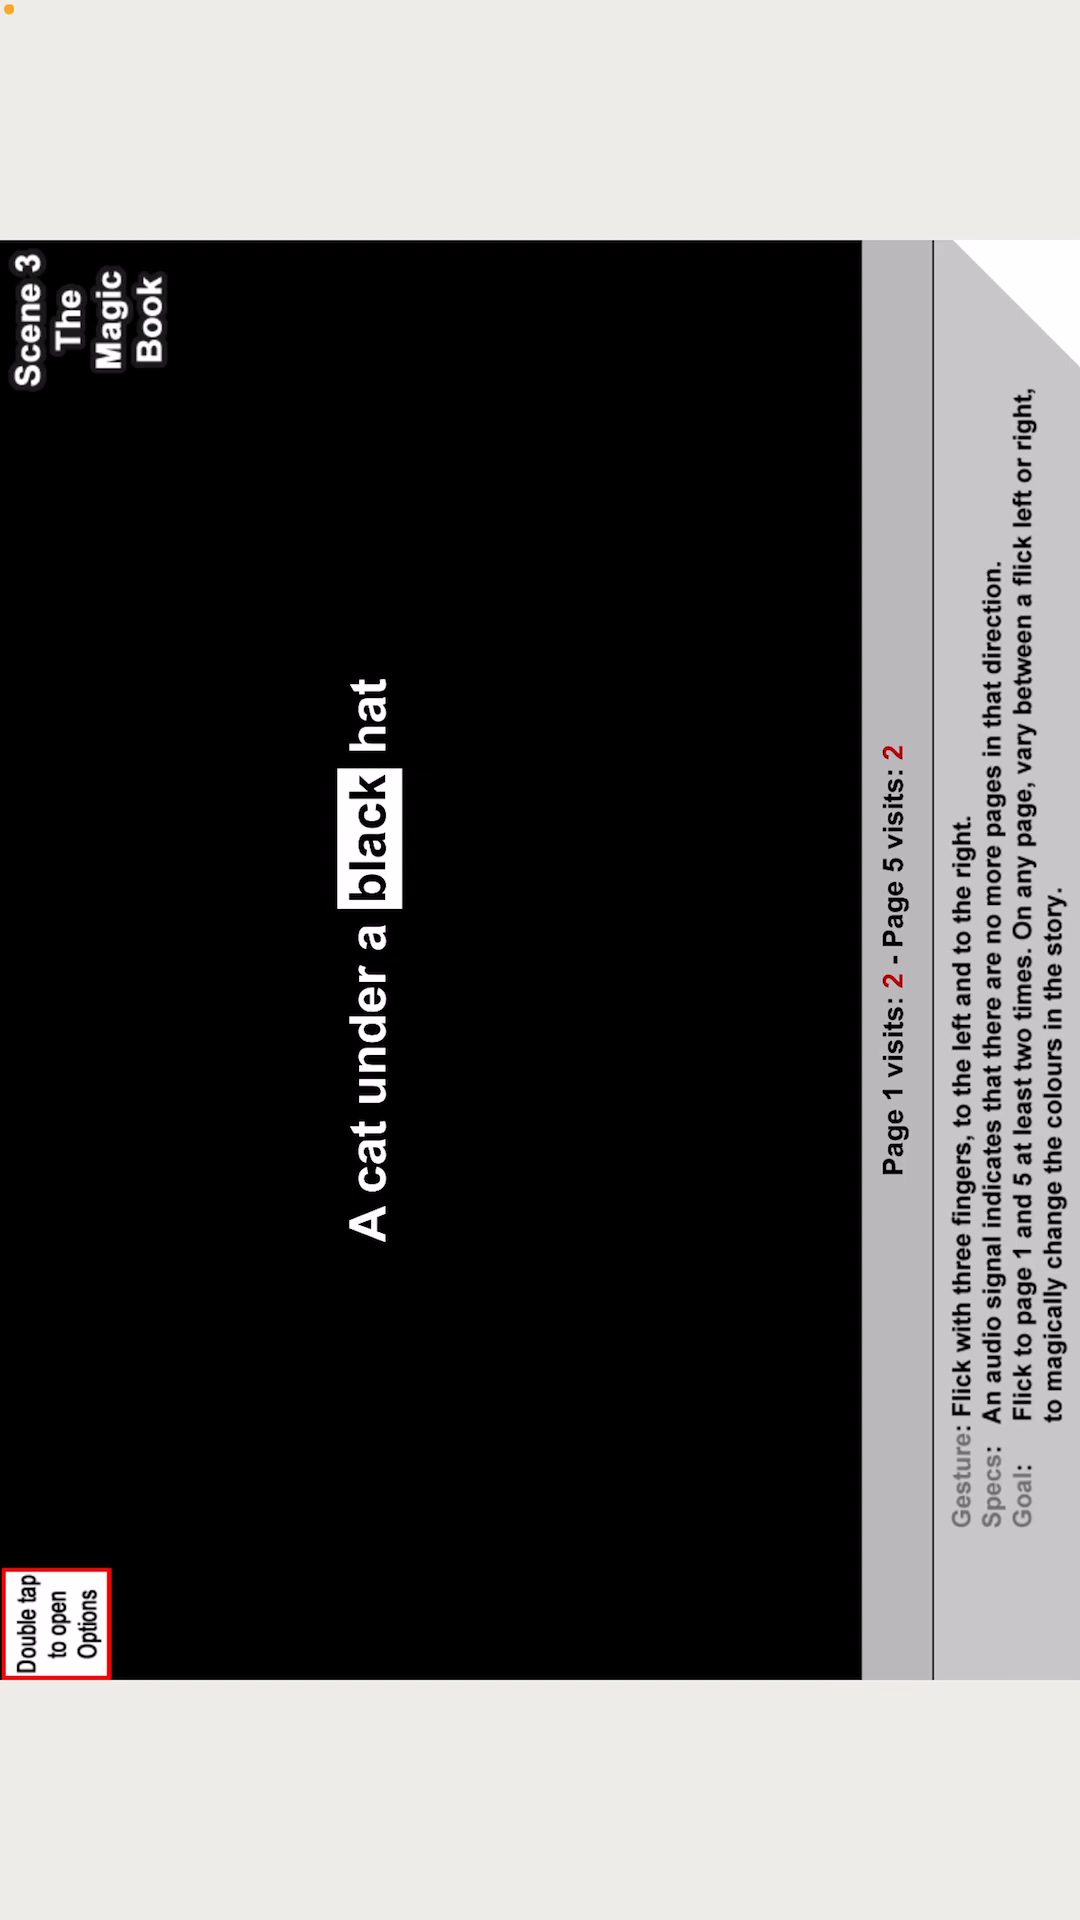 Scene 3
The
Magic
Book
Double tap
to open
Options
A cat under a black hat
Page 1 visits: 2 - Page 5 visits: 2
Gesture: Flick with three fingers, to the left and to the right.
Specs: An audio signal indicates that there are no more pages in that direction.
Goal: Flick to page 1 and 5 at least two times. On any page, vary between a flick left or right,
to magically change the colours in the story.